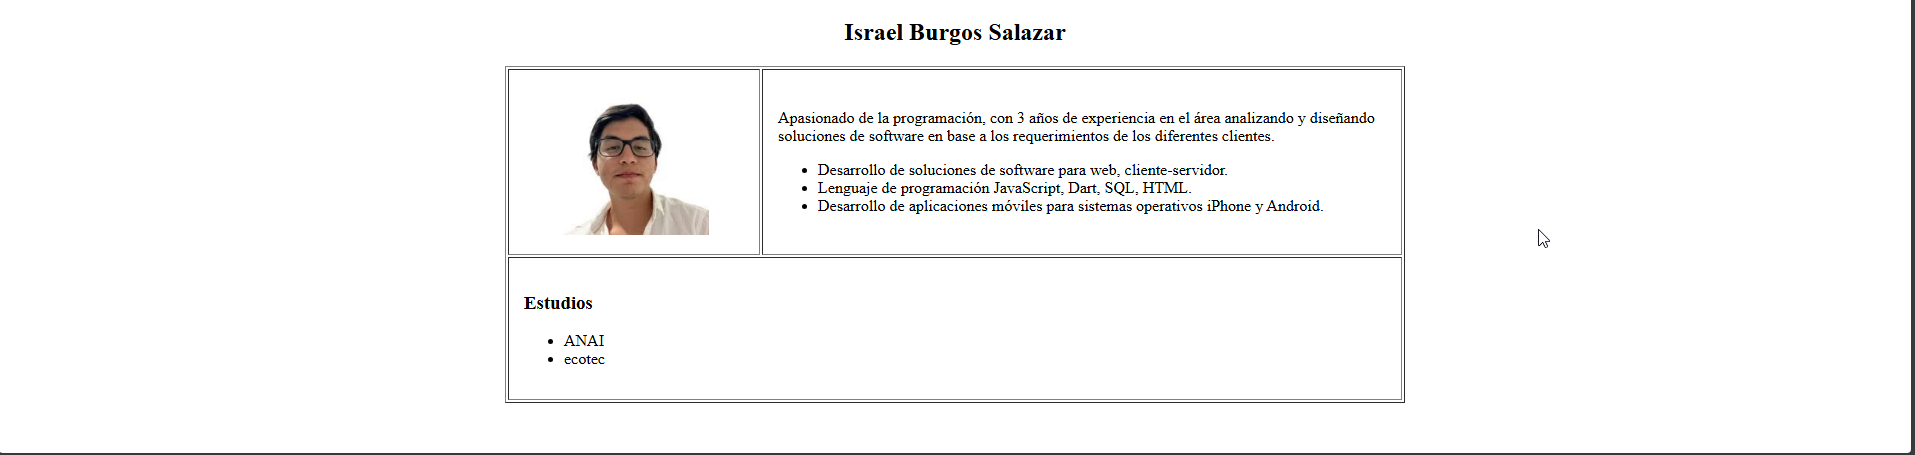 Israel Burgos Salazar
Apasionado de la programación, con 3 años de experiencia en el área analizando y diseñando
soluciones de software en base a los requerimientos de los diferentes clientes.
• Desarrollo de soluciones de software para web, cliente-servidor.
• Lenguaje de programación JavaScript, Dart, SQL, HTML.
• Desarrollo de aplicaciones móviles para sistemas operativos iPhone y Android.
Estudios
• ANAI
• ecotec